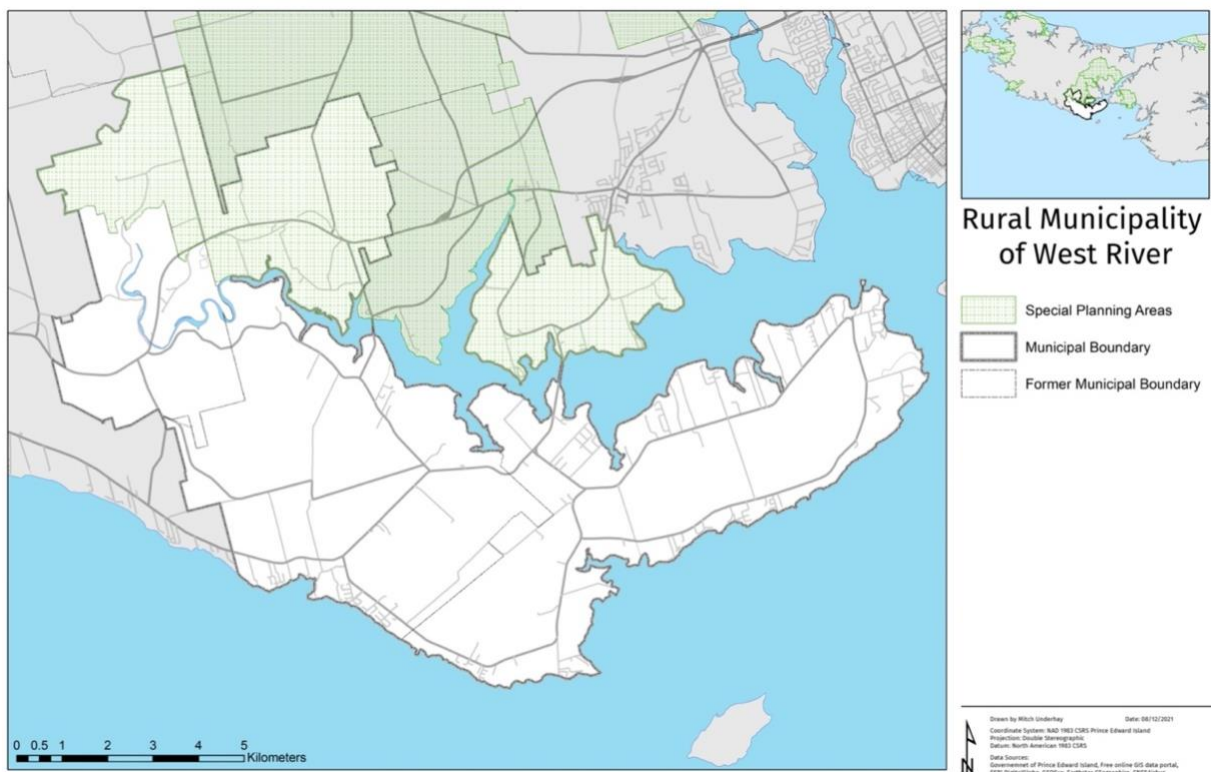 Rural Municipality
of West River
Special Planning Areas
Municipal Boundary
Former Municipal Boundary
0 0.5 1 2 3 4 5
Kilometers
Drawn by Mitch Underhay Date: 08/12/2021
Coordinate System: NAD 1983 CSRS Prince Edward Island
Projection: Double Stereographic
Datum: North American 1983 CSRS
Data Sources:
Governemnet of Prince Edward Island, Free online GIS data portal,
N